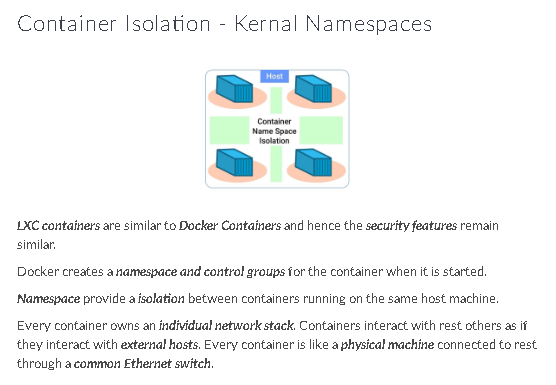 Container Isolation - Kernal Namespaces
Host
Container
Name Space
Isolation
LXC containers are similar to Docker Containers and hence the security features remain
similar.
Docker creates a namespace and control groups for the container when it is started.
Namespace provide a isolation between containers running on the same host machine.
Every container owns an individual network stack. Containers interact with rest others as if
they interact with external hosts. Every container is like a physical machine connected to rest
through a common Ethernet switch.